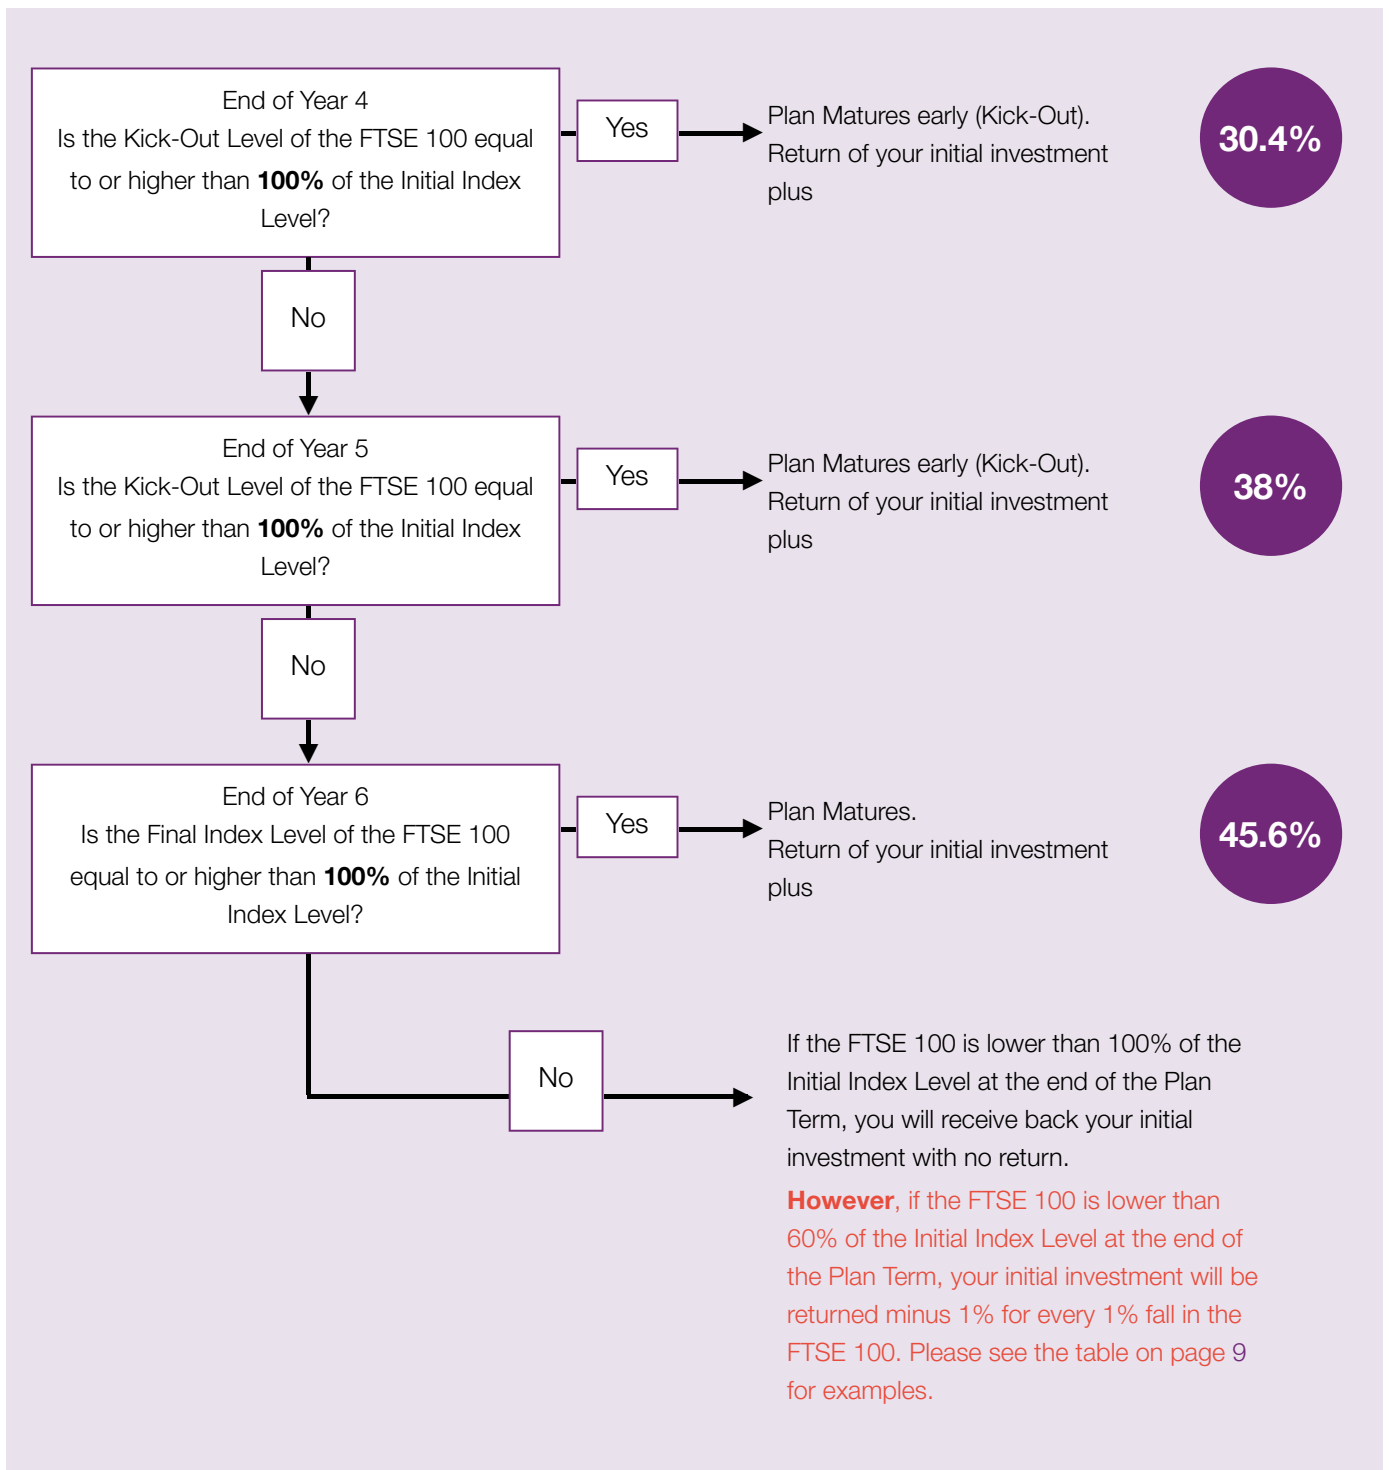 End of Year 4
Is the Kick-Out Level of the FTSE 100 equal
to or higher than 100% of the Initial Index
Level?
Yes
Plan Matures early (Kick-Out).
Return of your initial investment
plus
30.4%
No
End of Year 5
Is the Kick-Out Level of the FTSE 100 equal
to or higher than 100% of the Initial Index
Level?
Yes
Plan Matures early (Kick-Out).
Return of your initial investment
plus
38%
No
End of Year 6
Is the Final Index Level of the FTSE 100
equal to or higher than 100% of the Initial
Index Level?
Yes
Plan Matures.
Return of your initial investment
plus
45.6%
No
If the FTSE 100 is lower than 100% of the
Initial Index Level at the end of the Plan
Term, you will receive back your initial
investment with no return.
However, if the FTSE 100 is lower than
60% of the Initial Index Level at the end of
the Plan Term, your initial investment will be
returned minus 1% for every 1% fall in the
FTSE 100. Please see the table on page 9
for examples.